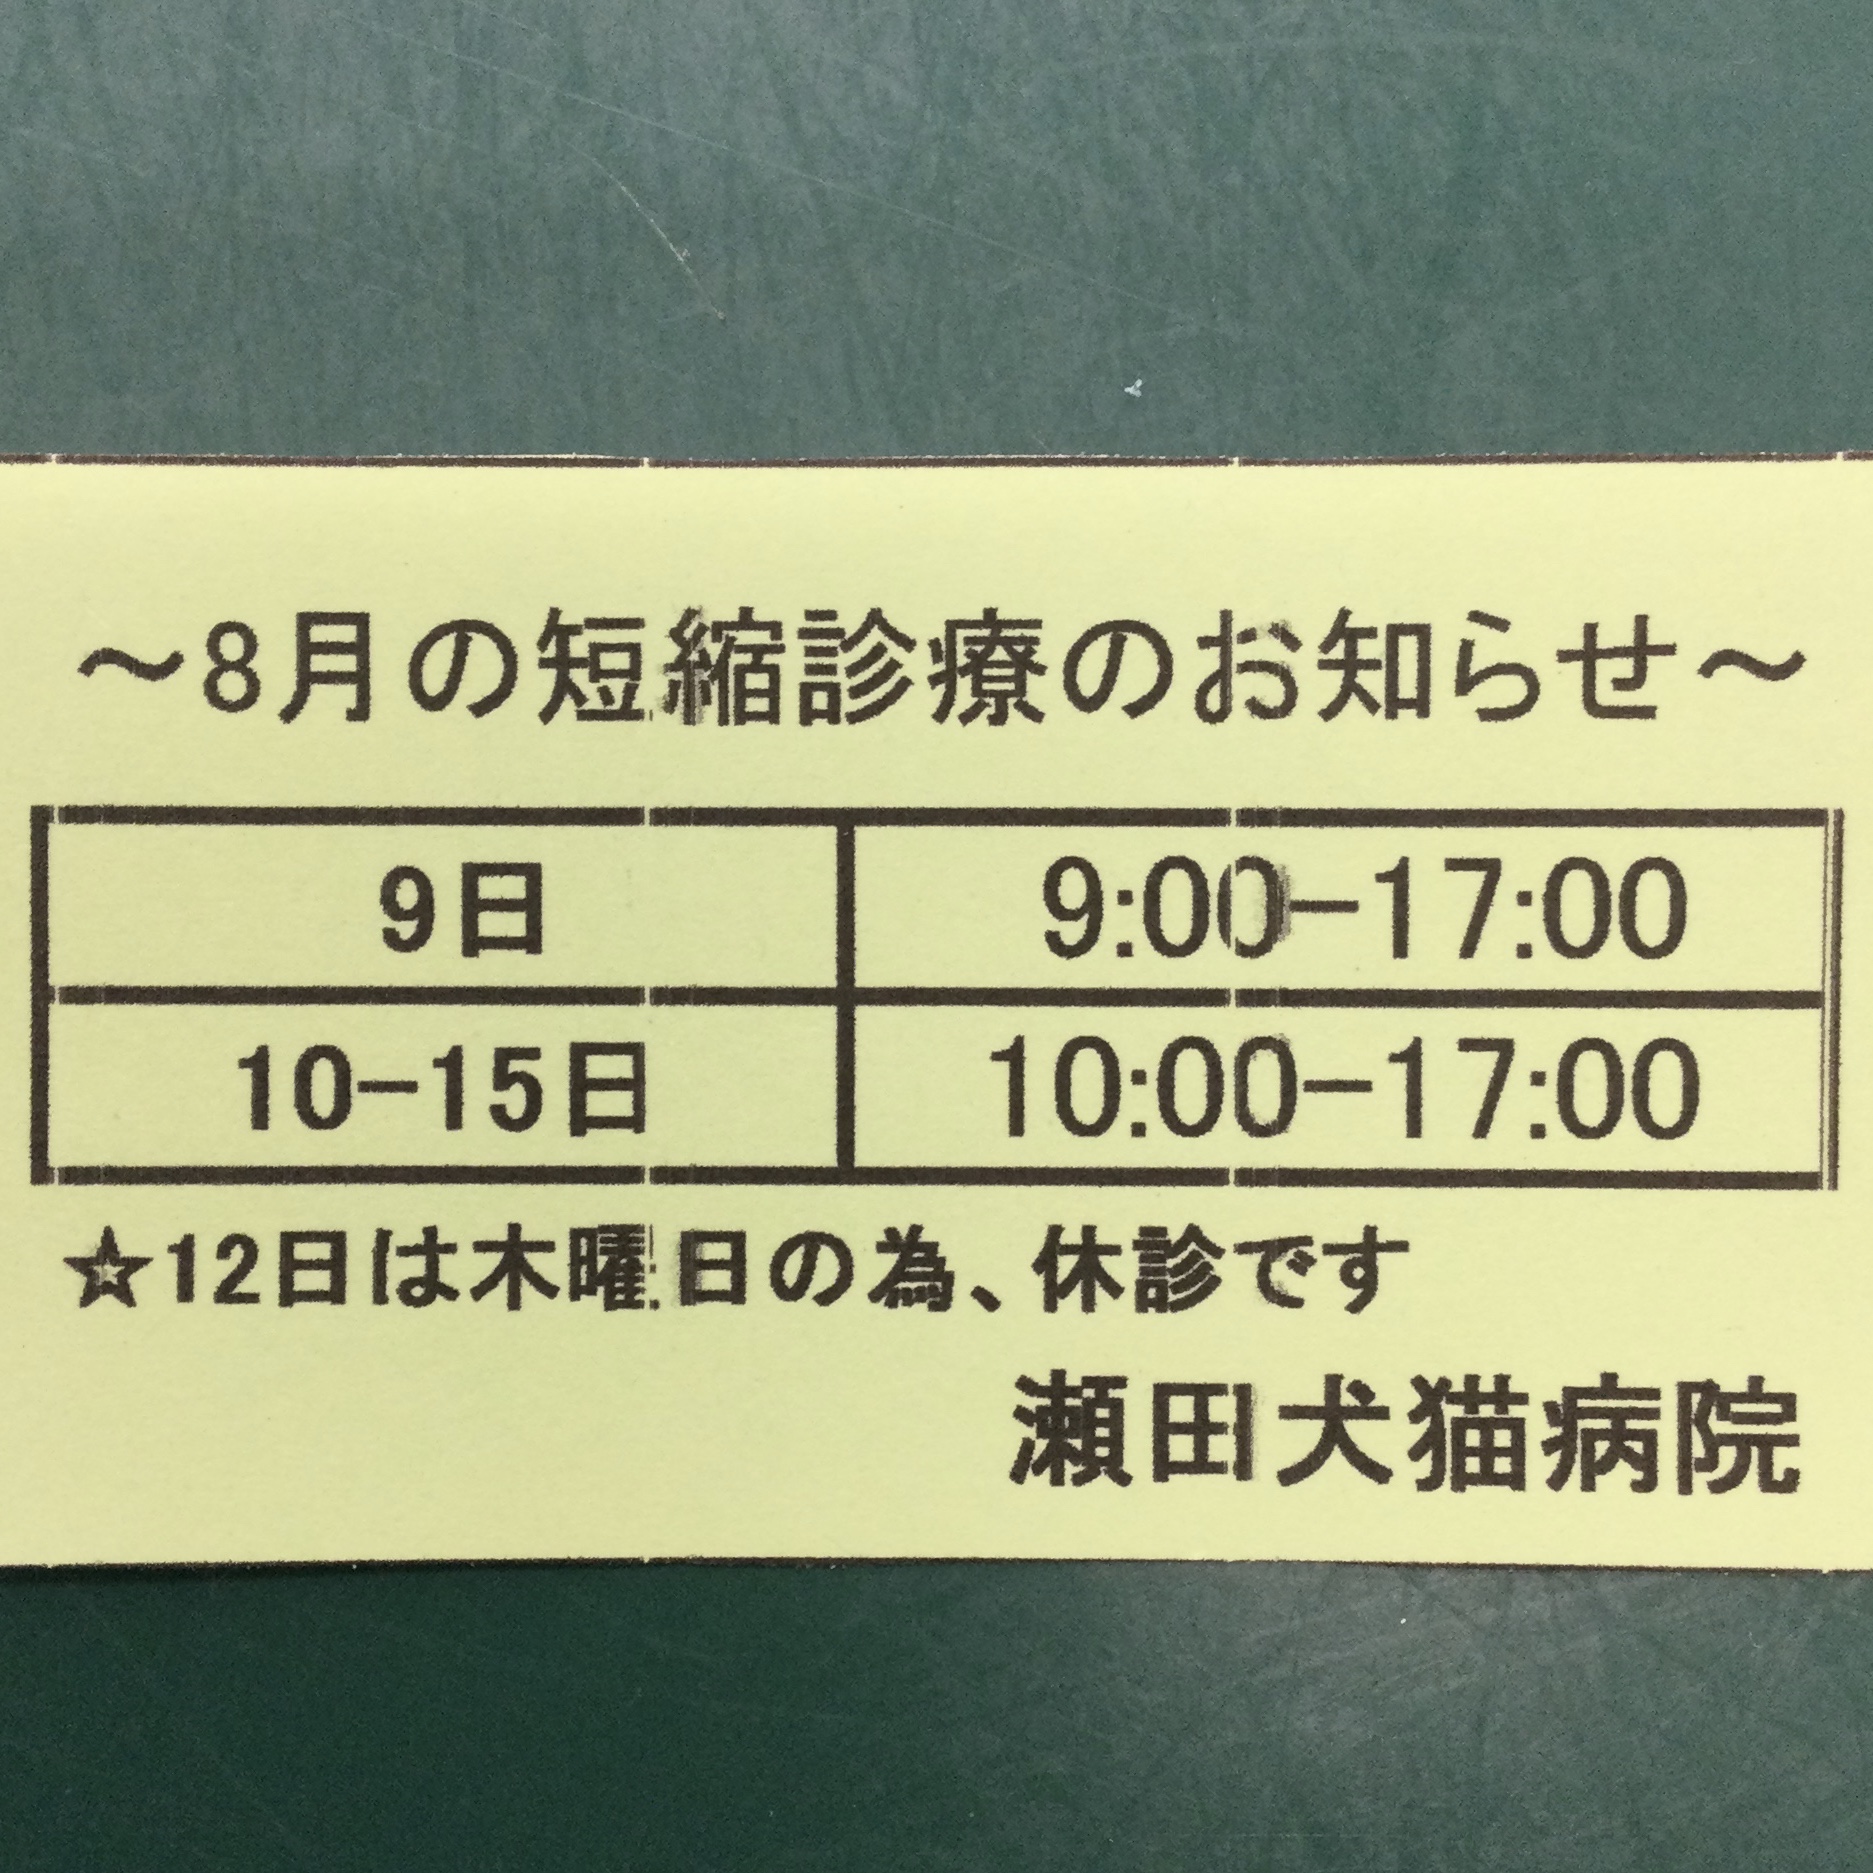 ～8月の短縮診療のお知らせ～
9日 9:00−17:00
10−15日 10:00−17:00
☆12日は木曜日の為、休診です
瀬田犬猫病院